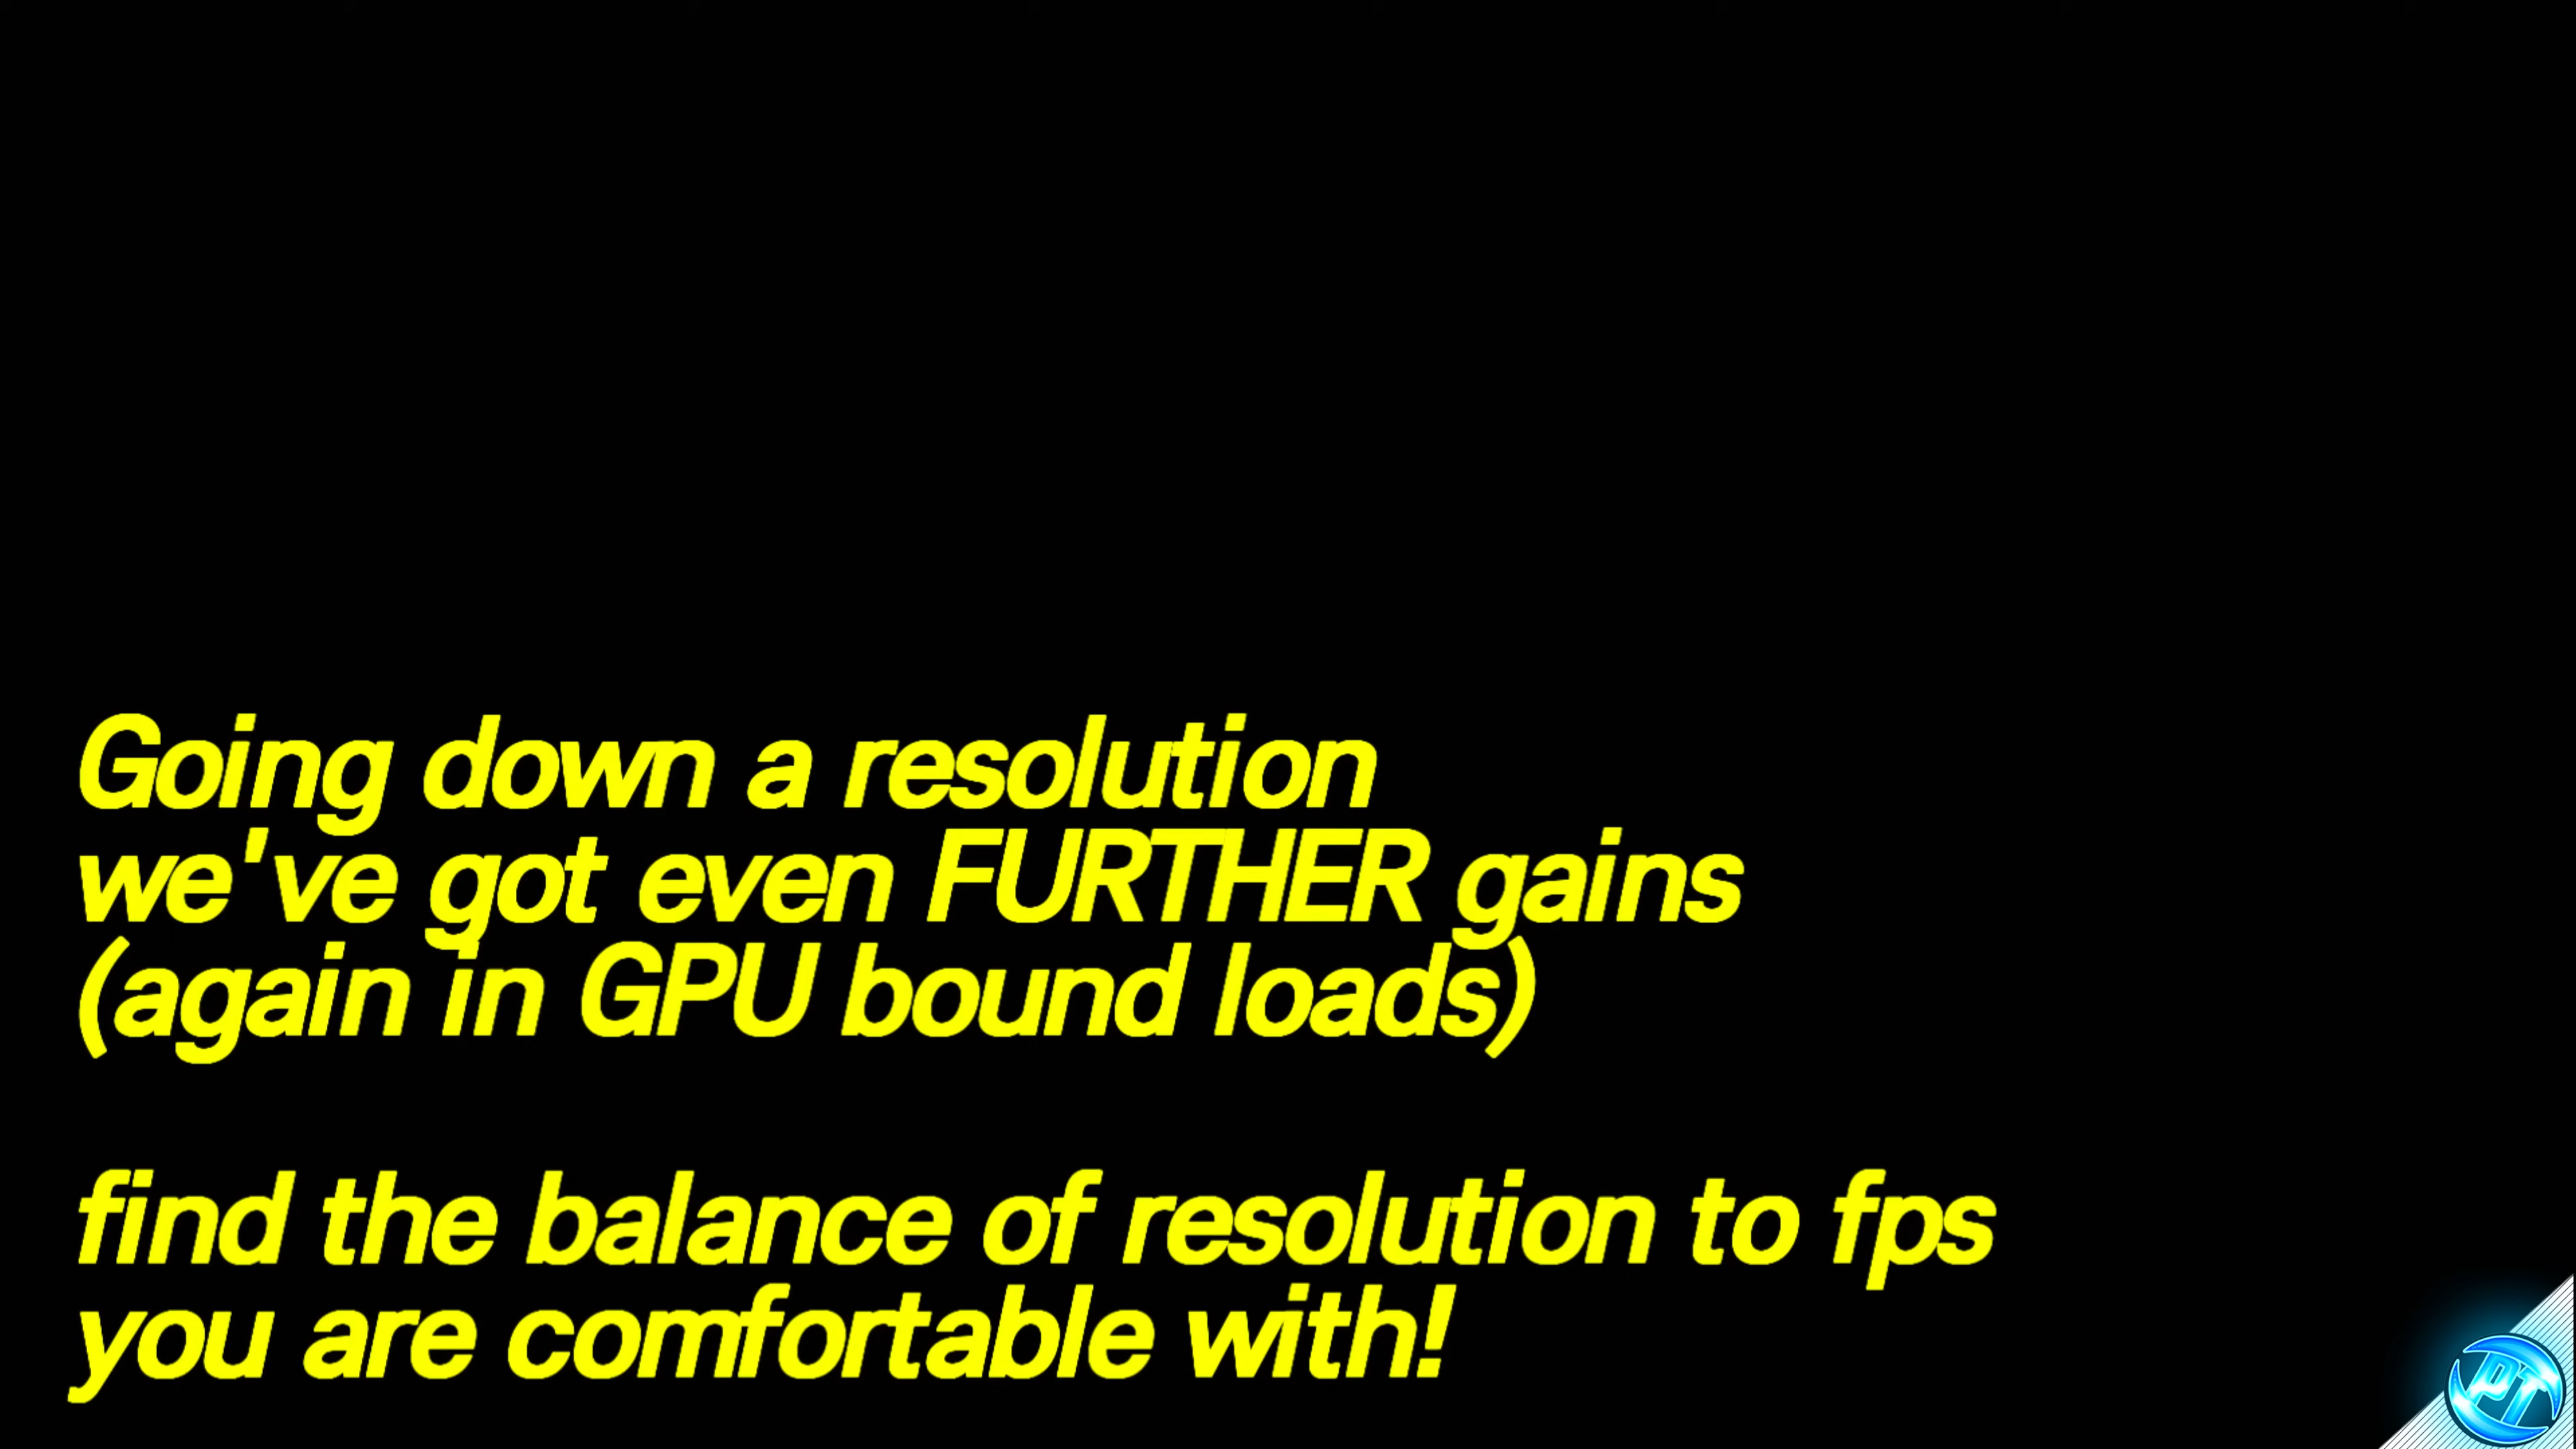 Going down a resolution
we've got even FURTHER gains
(again in GPU bound loads)
find the balance of resolution to fps
you are comfortable with!
PT